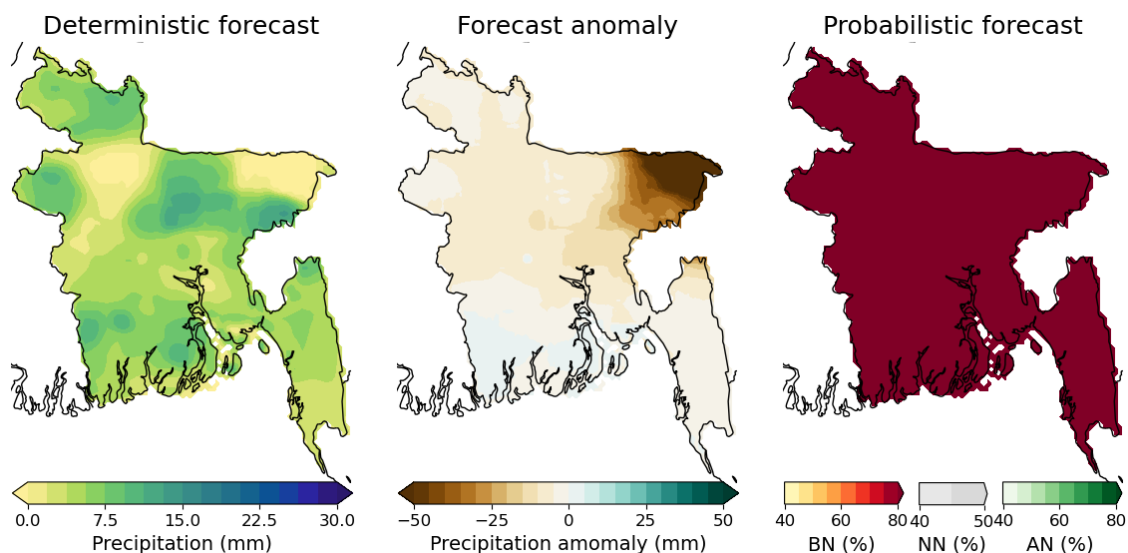 Deterministic forecast
Forecast anomaly
Probabilistic forecast
0.0 7.5 15.0 22.5 30.0
Precipitation (mm)
−50 −25 0 25 50
Precipitation amomaly (mm)
40 60 80
BN (%)
40 50
NN (%)
40 60 80
AN (%)